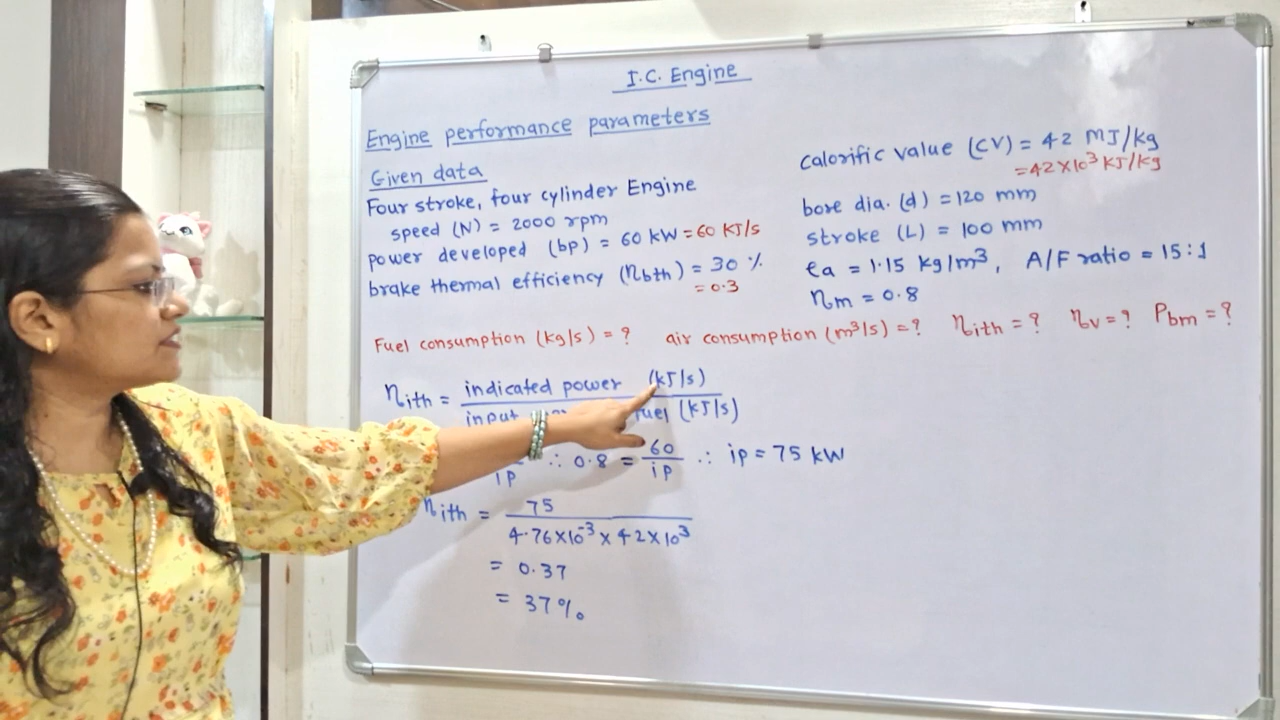 I.C. Engine
Engine performance parameters
Given data
Four stroke, four cylinder Engine
speed (N) = 2000 rpm
power developed (bp) = 60 kW = 60 KJ/s
brake thermal efficiency (ηbth) = 30 %
= 0.3
Calorific value (CV) = 42 MJ/kg
= 42×10³ KJ/kg
bore dia. (d) = 120 mm
stroke (L) = 100 mm
ρa = 1.15 kg/m³, A/F ratio = 15:1
ηm = 0.8
Fuel consumption (kg/s) = ? air consumption (m³/s) = ? ηith = ? ηv = ? Pbm = ?
ηith = indicated power (kJ/s)
input fuel (kJ/s)
ip ∴ 0.8 = 60/ip ∴ ip = 75 kW
ηith = 75
4.76×10⁻³ × 42×10³
= 0.37
= 37%